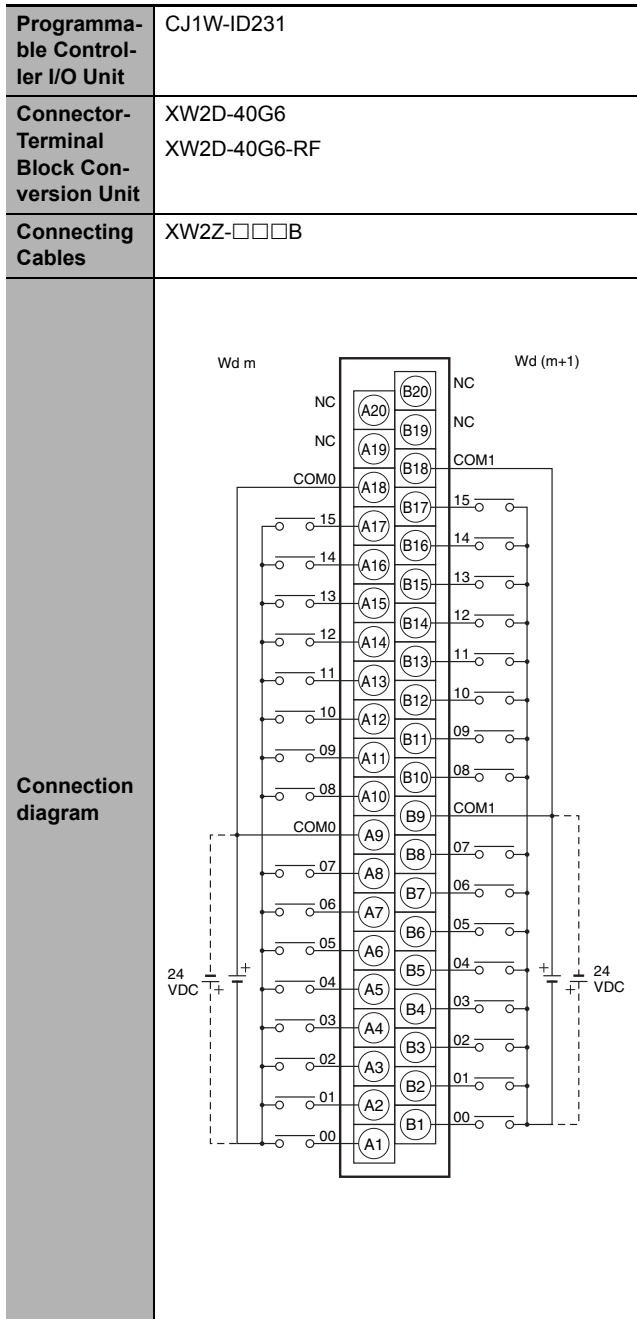 Programma-
ble Control-
ler I/O Unit
CJ1W-ID231
Connector-
Terminal
Block Con-
version Unit
XW2D-40G6
XW2D-40G6-RF
Connecting
Cables
XW2Z-□□□B
Connection
diagram
Wd m
Wd (m+1)
B20 NC
NC A20
B19 NC
NC A19
B18 COM1
COM0 A18
B17 15
15 A17
B16 14
14 A16
B15 13
13 A15
B14 12
12 A14
B13 11
11 A13
B12 10
10 A12
B11 09
09 A11
B10 08
08 A10
B9 COM1
COM0 A9
B8 07
07 A8
B7 06
06 A7
B6 05
05 A6
B5 04
24
VDC
+
+
04 A5
+
+
24
VDC
B4 03
03 A4
B3 02
02 A3
B2 01
01 A2
B1 00
00 A1